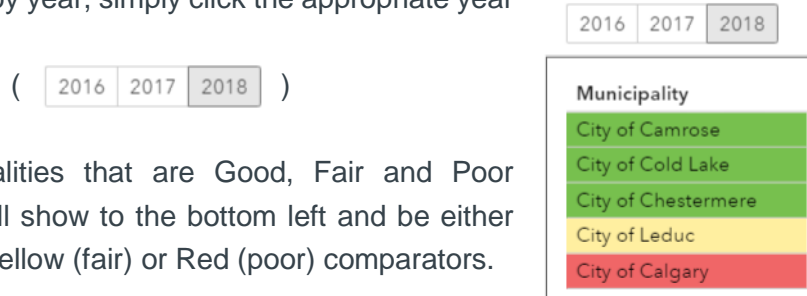 by year, simply click the appropriate year
( 2016 2017 2018 )
alities that are Good, Fair and Poor
ll show to the bottom left and be either
ellow (fair) or Red (poor) comparators.
2016 2017 2018
Municipality
City of Camrose
City of Cold Lake
City of Chestermere
City of Leduc
City of Calgary